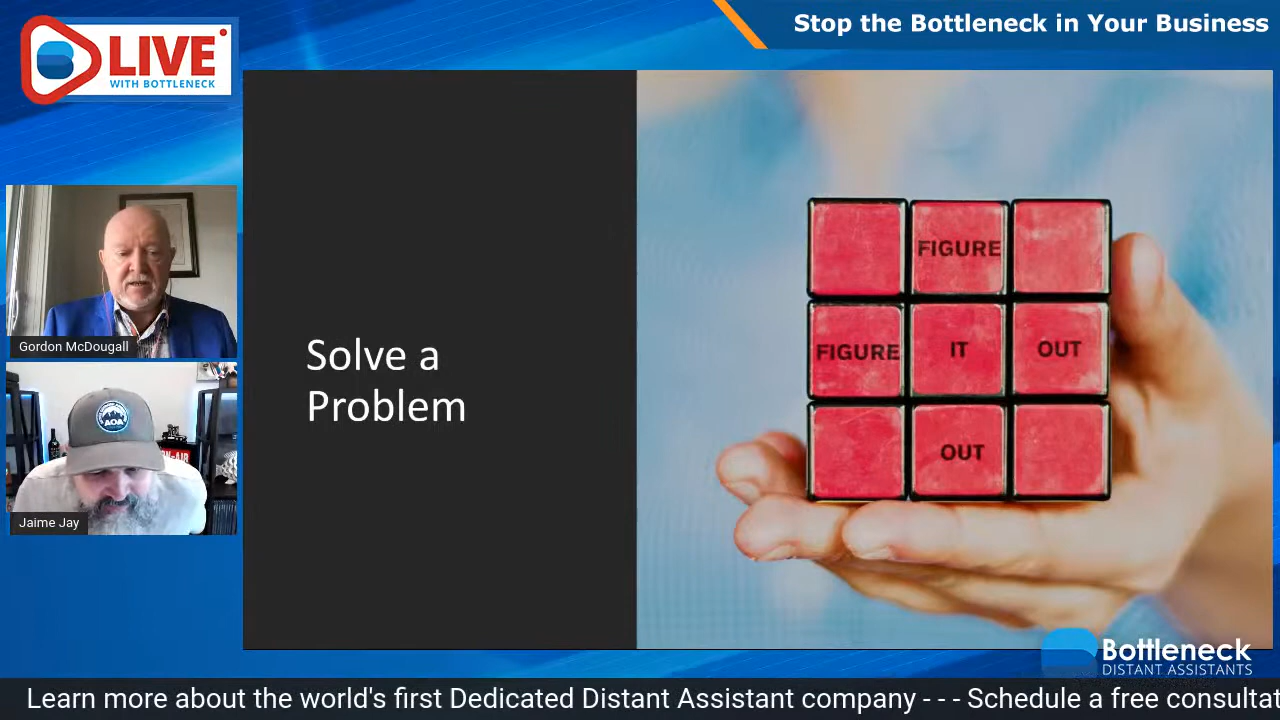 Stop the Bottleneck in Your Business
LIVE
WITH BOTTLENECK
Gordon McDougall
AOA
Jaime Jay
Solve a
Problem
FIGURE
FIGURE IT OUT
OUT
Bottleneck
DISTANT ASSISTANTS
Learn more about the world's first Dedicated Distant Assistant company - - - Schedule a free consultat